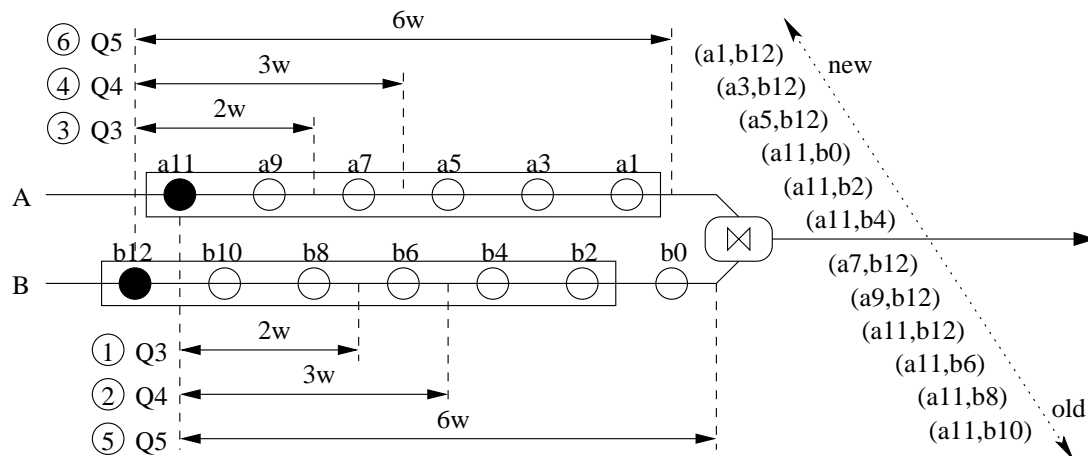 6 Q5 6w
4 Q4 3w
3 Q3 2w
a11 a9 a7 a5 a3 a1
A
b12 b10 b8 b6 b4 b2 b0
B
1 Q3 2w
2 Q4 3w
5 Q5 6w
new
(a1,b12)
(a3,b12)
(a5,b12)
(a11,b0)
(a11,b2)
(a11,b4)
(a7,b12)
(a9,b12)
(a11,b12)
(a11,b6)
(a11,b8)
(a11,b10)
old